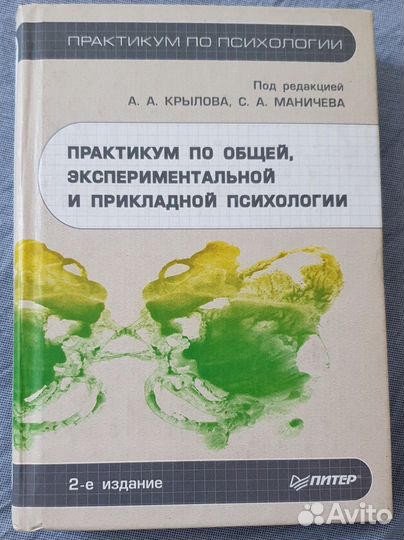 ПРАКТИКУМ ПО ПСИХОЛОГИИ
Под редакцией
А. А. КРЫЛОВА, С. А. МАНИЧЕВА
ПРАКТИКУМ ПО ОБЩЕЙ,
ЭКСПЕРИМЕНТАЛЬНОЙ
И ПРИКЛАДНОЙ ПСИХОЛОГИИ
2-е издание
ПИТЕР
Avito